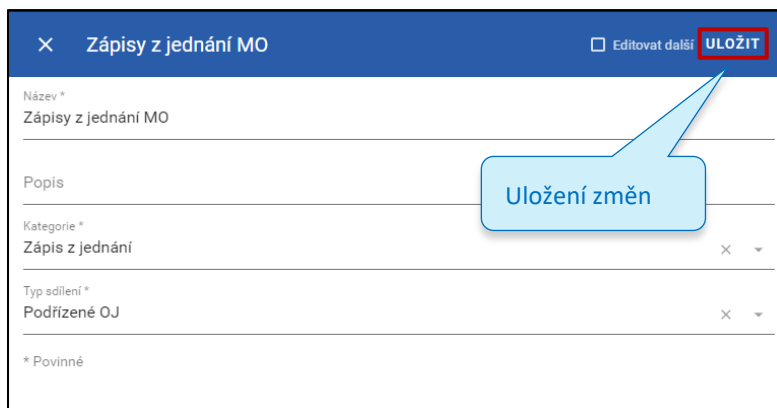 Zápisy z jednání MO
Editovat další ULOŽIT
Název *
Zápisy z jednání MO
Popis
Uložení změn
Kategorie *
Zápis z jednání
Typ sdílení *
Podřízené OJ
* Povinné